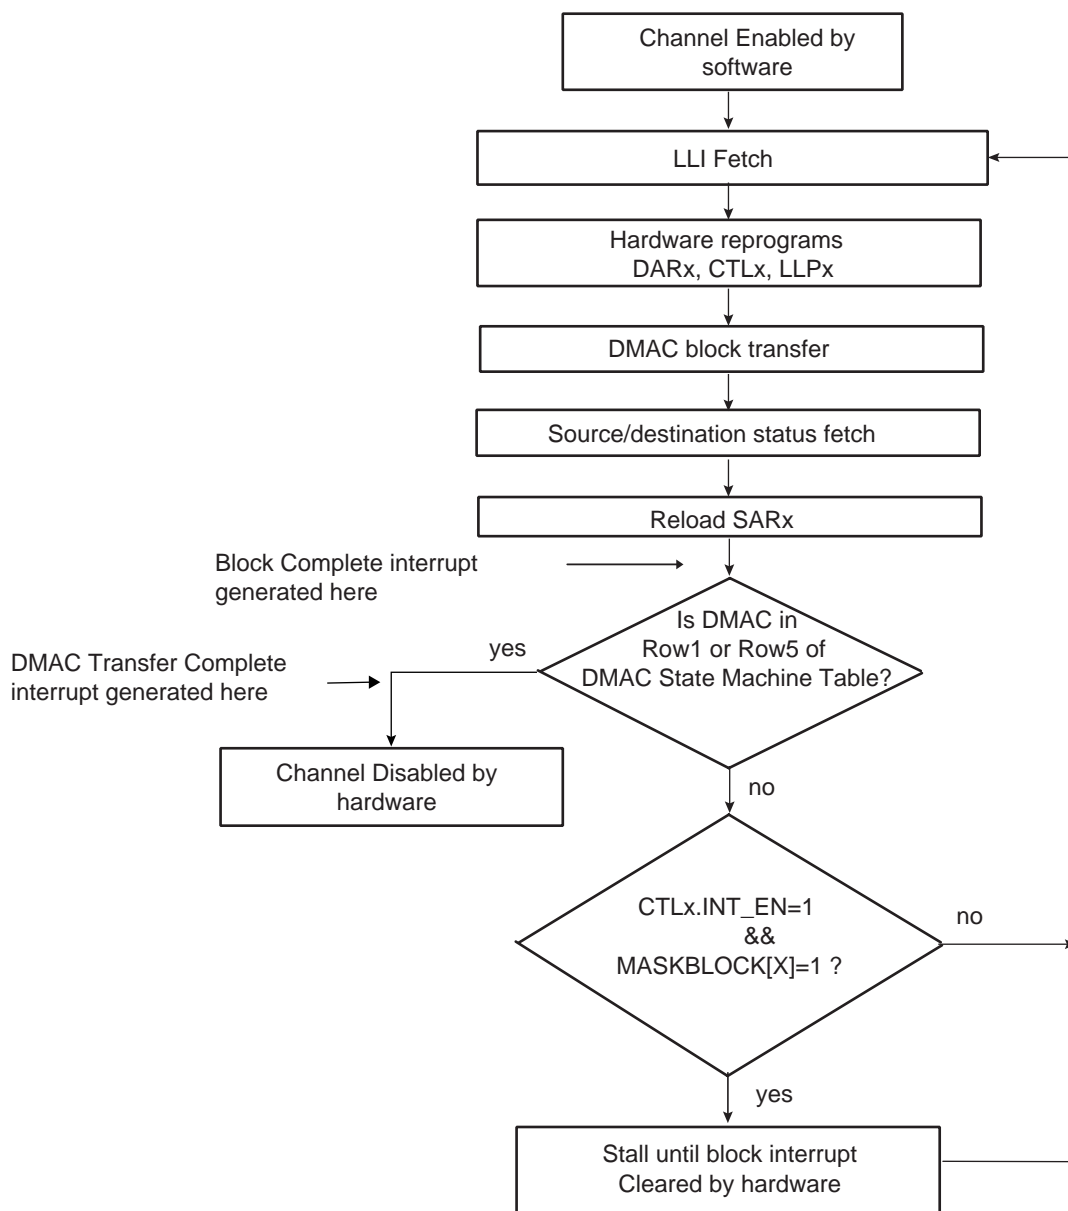 Channel Enabled by
software
LLI Fetch
Hardware reprograms
DARx, CTLx, LLPx
DMAC block transfer
Source/destination status fetch
Reload SARx
Block Complete interrupt
generated here
Is DMAC in
Row1 or Row5 of
DMAC State Machine Table?
yes
DMAC Transfer Complete
interrupt generated here
Channel Disabled by
hardware
no
CTLx.INT_EN=1
&&
MASKBLOCK[X]=1 ?
no
yes
Stall until block interrupt
Cleared by hardware